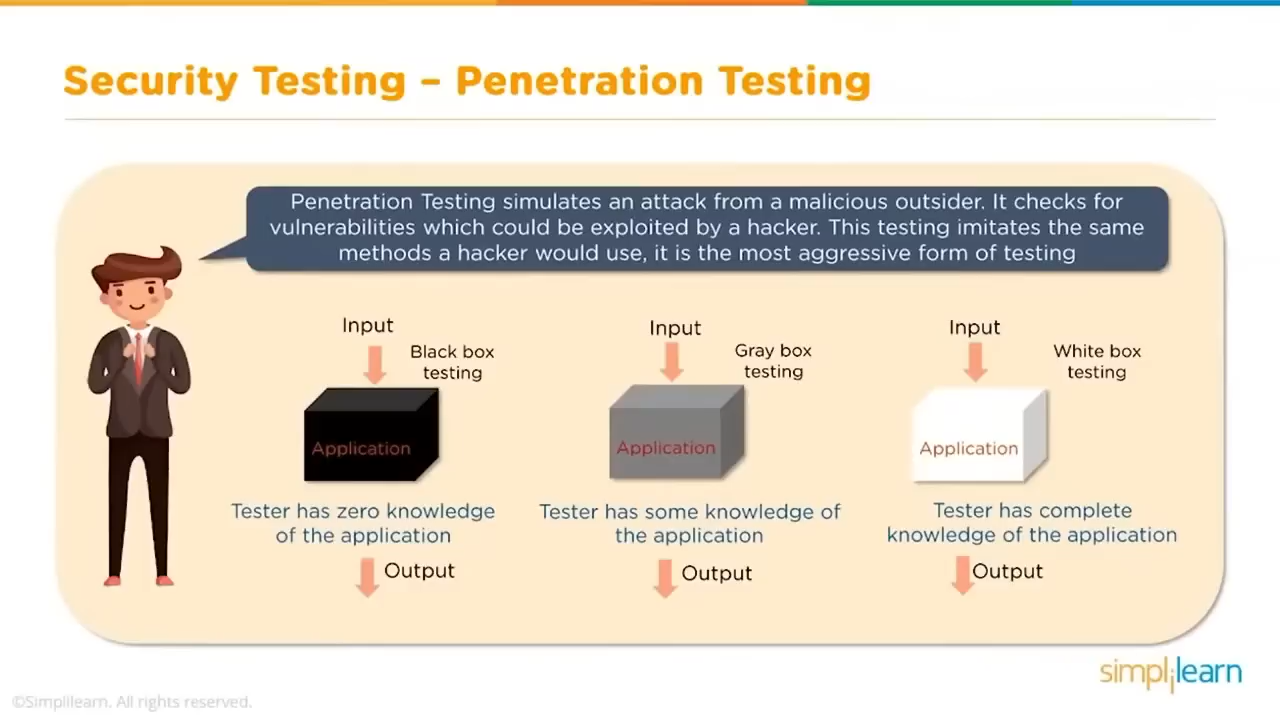 Security Testing – Penetration Testing
Penetration Testing simulates an attack from a malicious outsider. It checks for
vulnerabilities which could be exploited by a hacker. This testing imitates the same
methods a hacker would use, it is the most aggressive form of testing
Input
Black box
testing
Application
Tester has zero knowledge
of the application
Output
Input
Gray box
testing
Application
Tester has some knowledge of
the application
Output
Input
White box
testing
Application
Tester has complete
knowledge of the application
Output
simplilearn
©Simplilearn. All rights reserved.